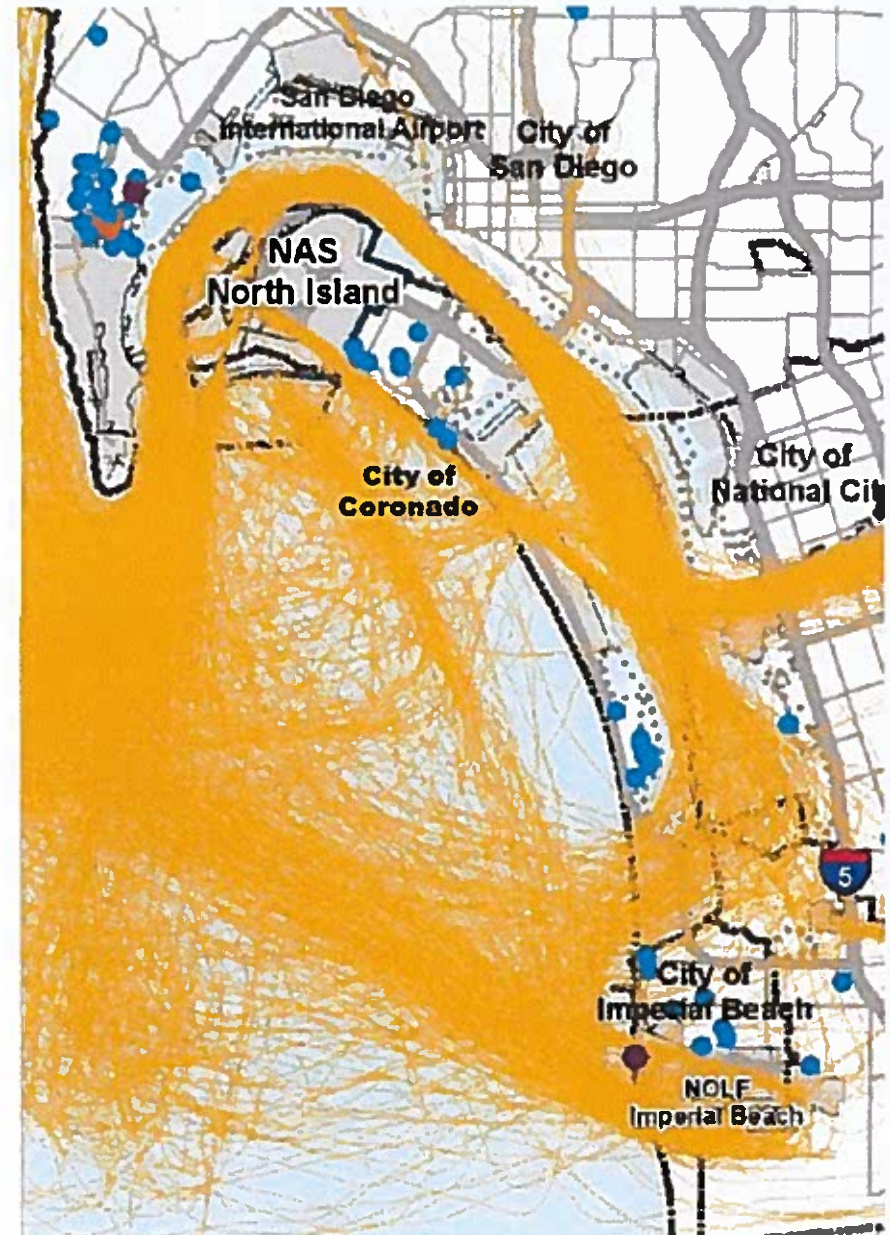 San Diego
International Airport
City of
San Diego
NAS
North Island
City of
Coronado
City of
National Cit
5
City of
Imperial Beach
NOLF
Imperial Beach